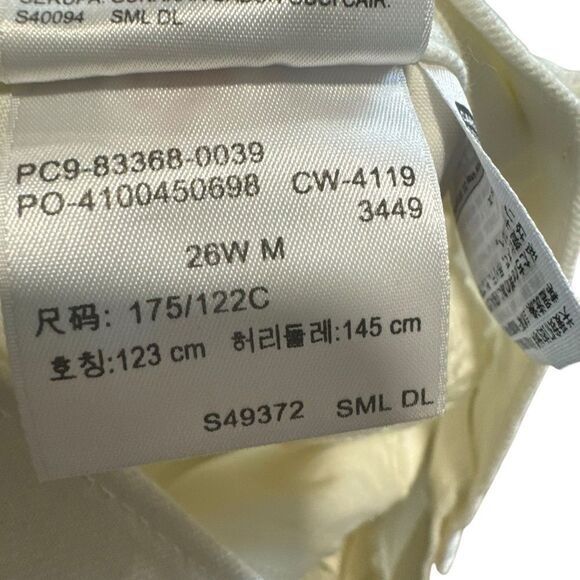 S40094 SML DL
PC9-83368-0039
PO-4100450698 CW-4119
3449
26W M
尺码: 175/122C
호칭:123 cm 허리둘레:145 cm
S49372 SML DL